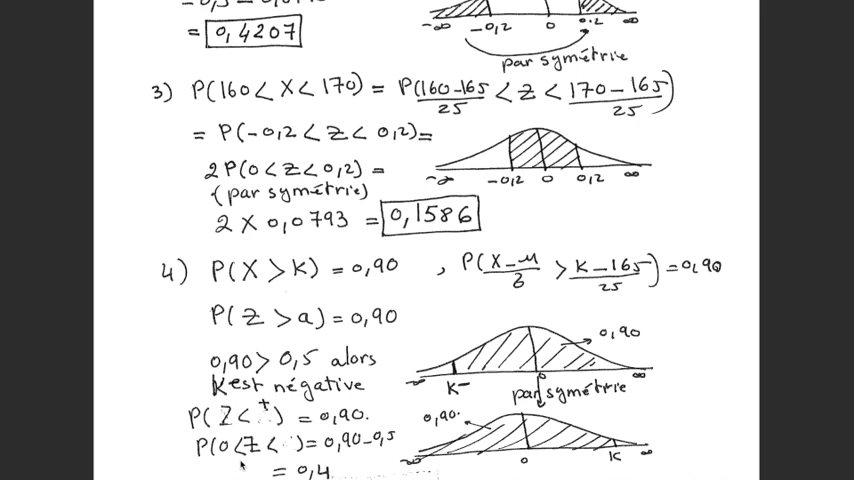 = 0,4207
-∞ -0,2 0 0.2 ∞
par symétrie
3) P(160 < X < 170) = P(160-165/25 < Z < 170-165/25)
= P(-0,2 < Z < 0,2) =
-∞ -0,2 0 0,2 ∞
2P(0 < Z < 0,2) =
(par symétrie)
2 X 0,0793 = 0,1586
4) P(X > K) = 0,90 , P(X-μ/6 > K-165/25) = 0,90
P(Z > a) = 0,90
0,90
0,90 > 0,5 alors
K est négative
-∞ K- 0 ∞
par symétrie
P(Z < +) = 0,90.
0,90.
P(0 < Z < ) = 0,90-0,5
-∞ 0 K ∞
= 0,4